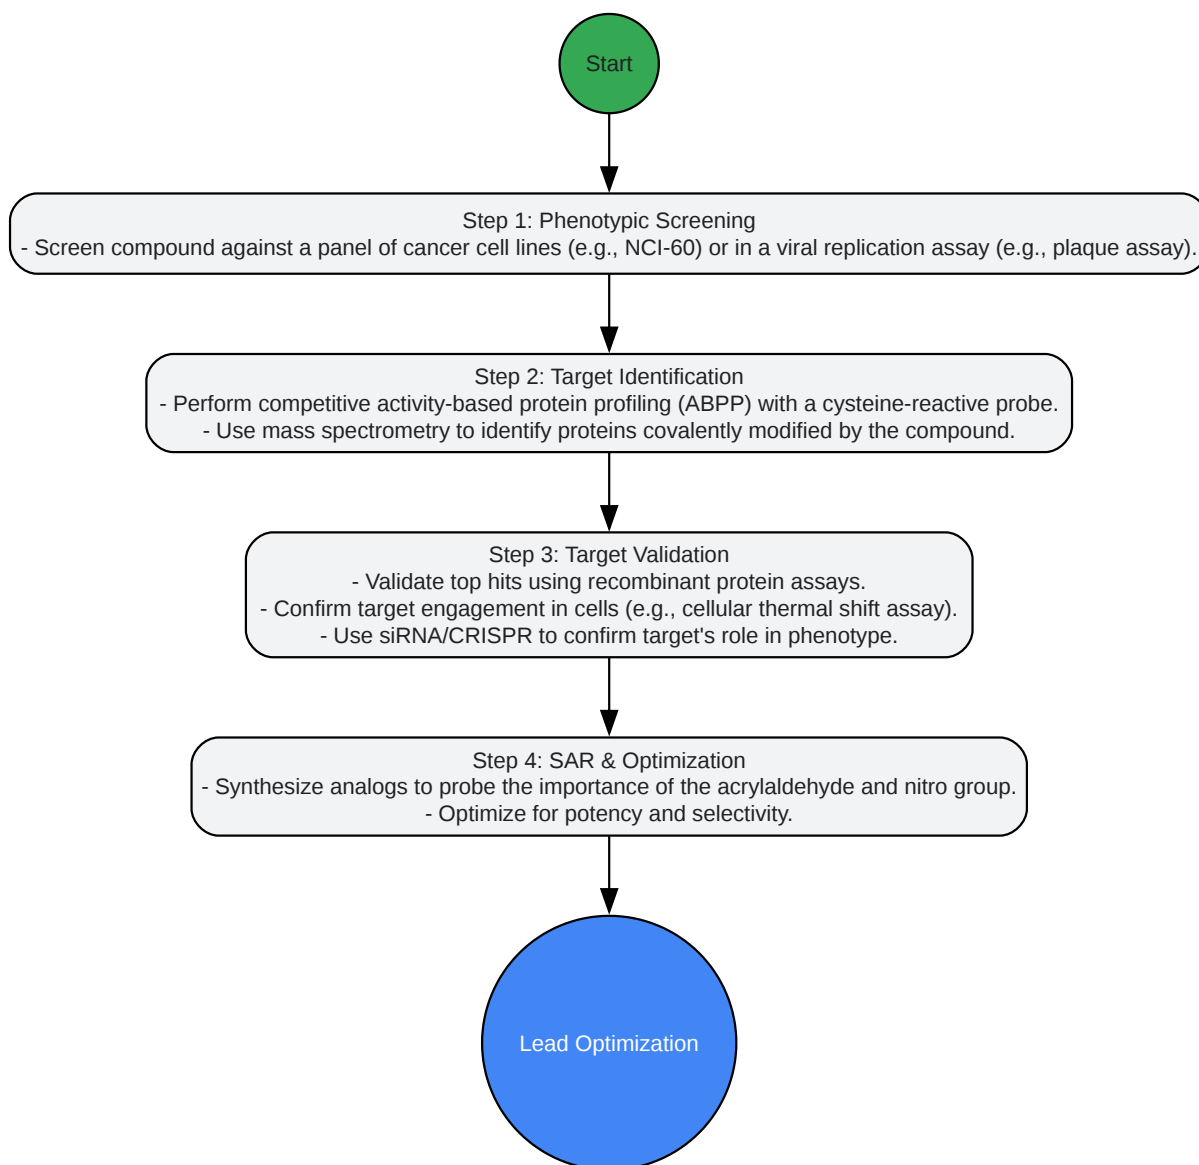 Start
Step 1: Phenotypic Screening
- Screen compound against a panel of cancer cell lines (e.g., NCI-60) or in a viral replication assay (e.g., plaque assay).
Step 2: Target Identification
- Perform competitive activity-based protein profiling (ABPP) with a cysteine-reactive probe.
- Use mass spectrometry to identify proteins covalently modified by the compound.
Step 3: Target Validation
- Validate top hits using recombinant protein assays.
- Confirm target engagement in cells (e.g., cellular thermal shift assay).
- Use siRNA/CRISPR to confirm target's role in phenotype.
Step 4: SAR & Optimization
- Synthesize analogs to probe the importance of the acrylaldehyde and nitro group.
- Optimize for potency and selectivity.
Lead Optimization